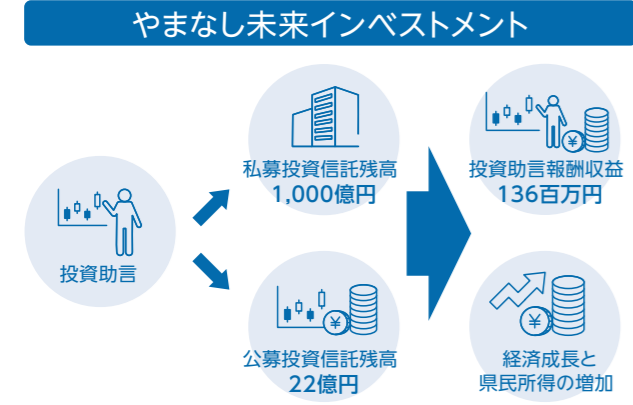 やまなし未来インベストメント
投資助言
私募投資信託残高
1,000億円
公募投資信託残高
22億円
投資助言報酬収益
136百万円
経済成長と
県民所得の増加